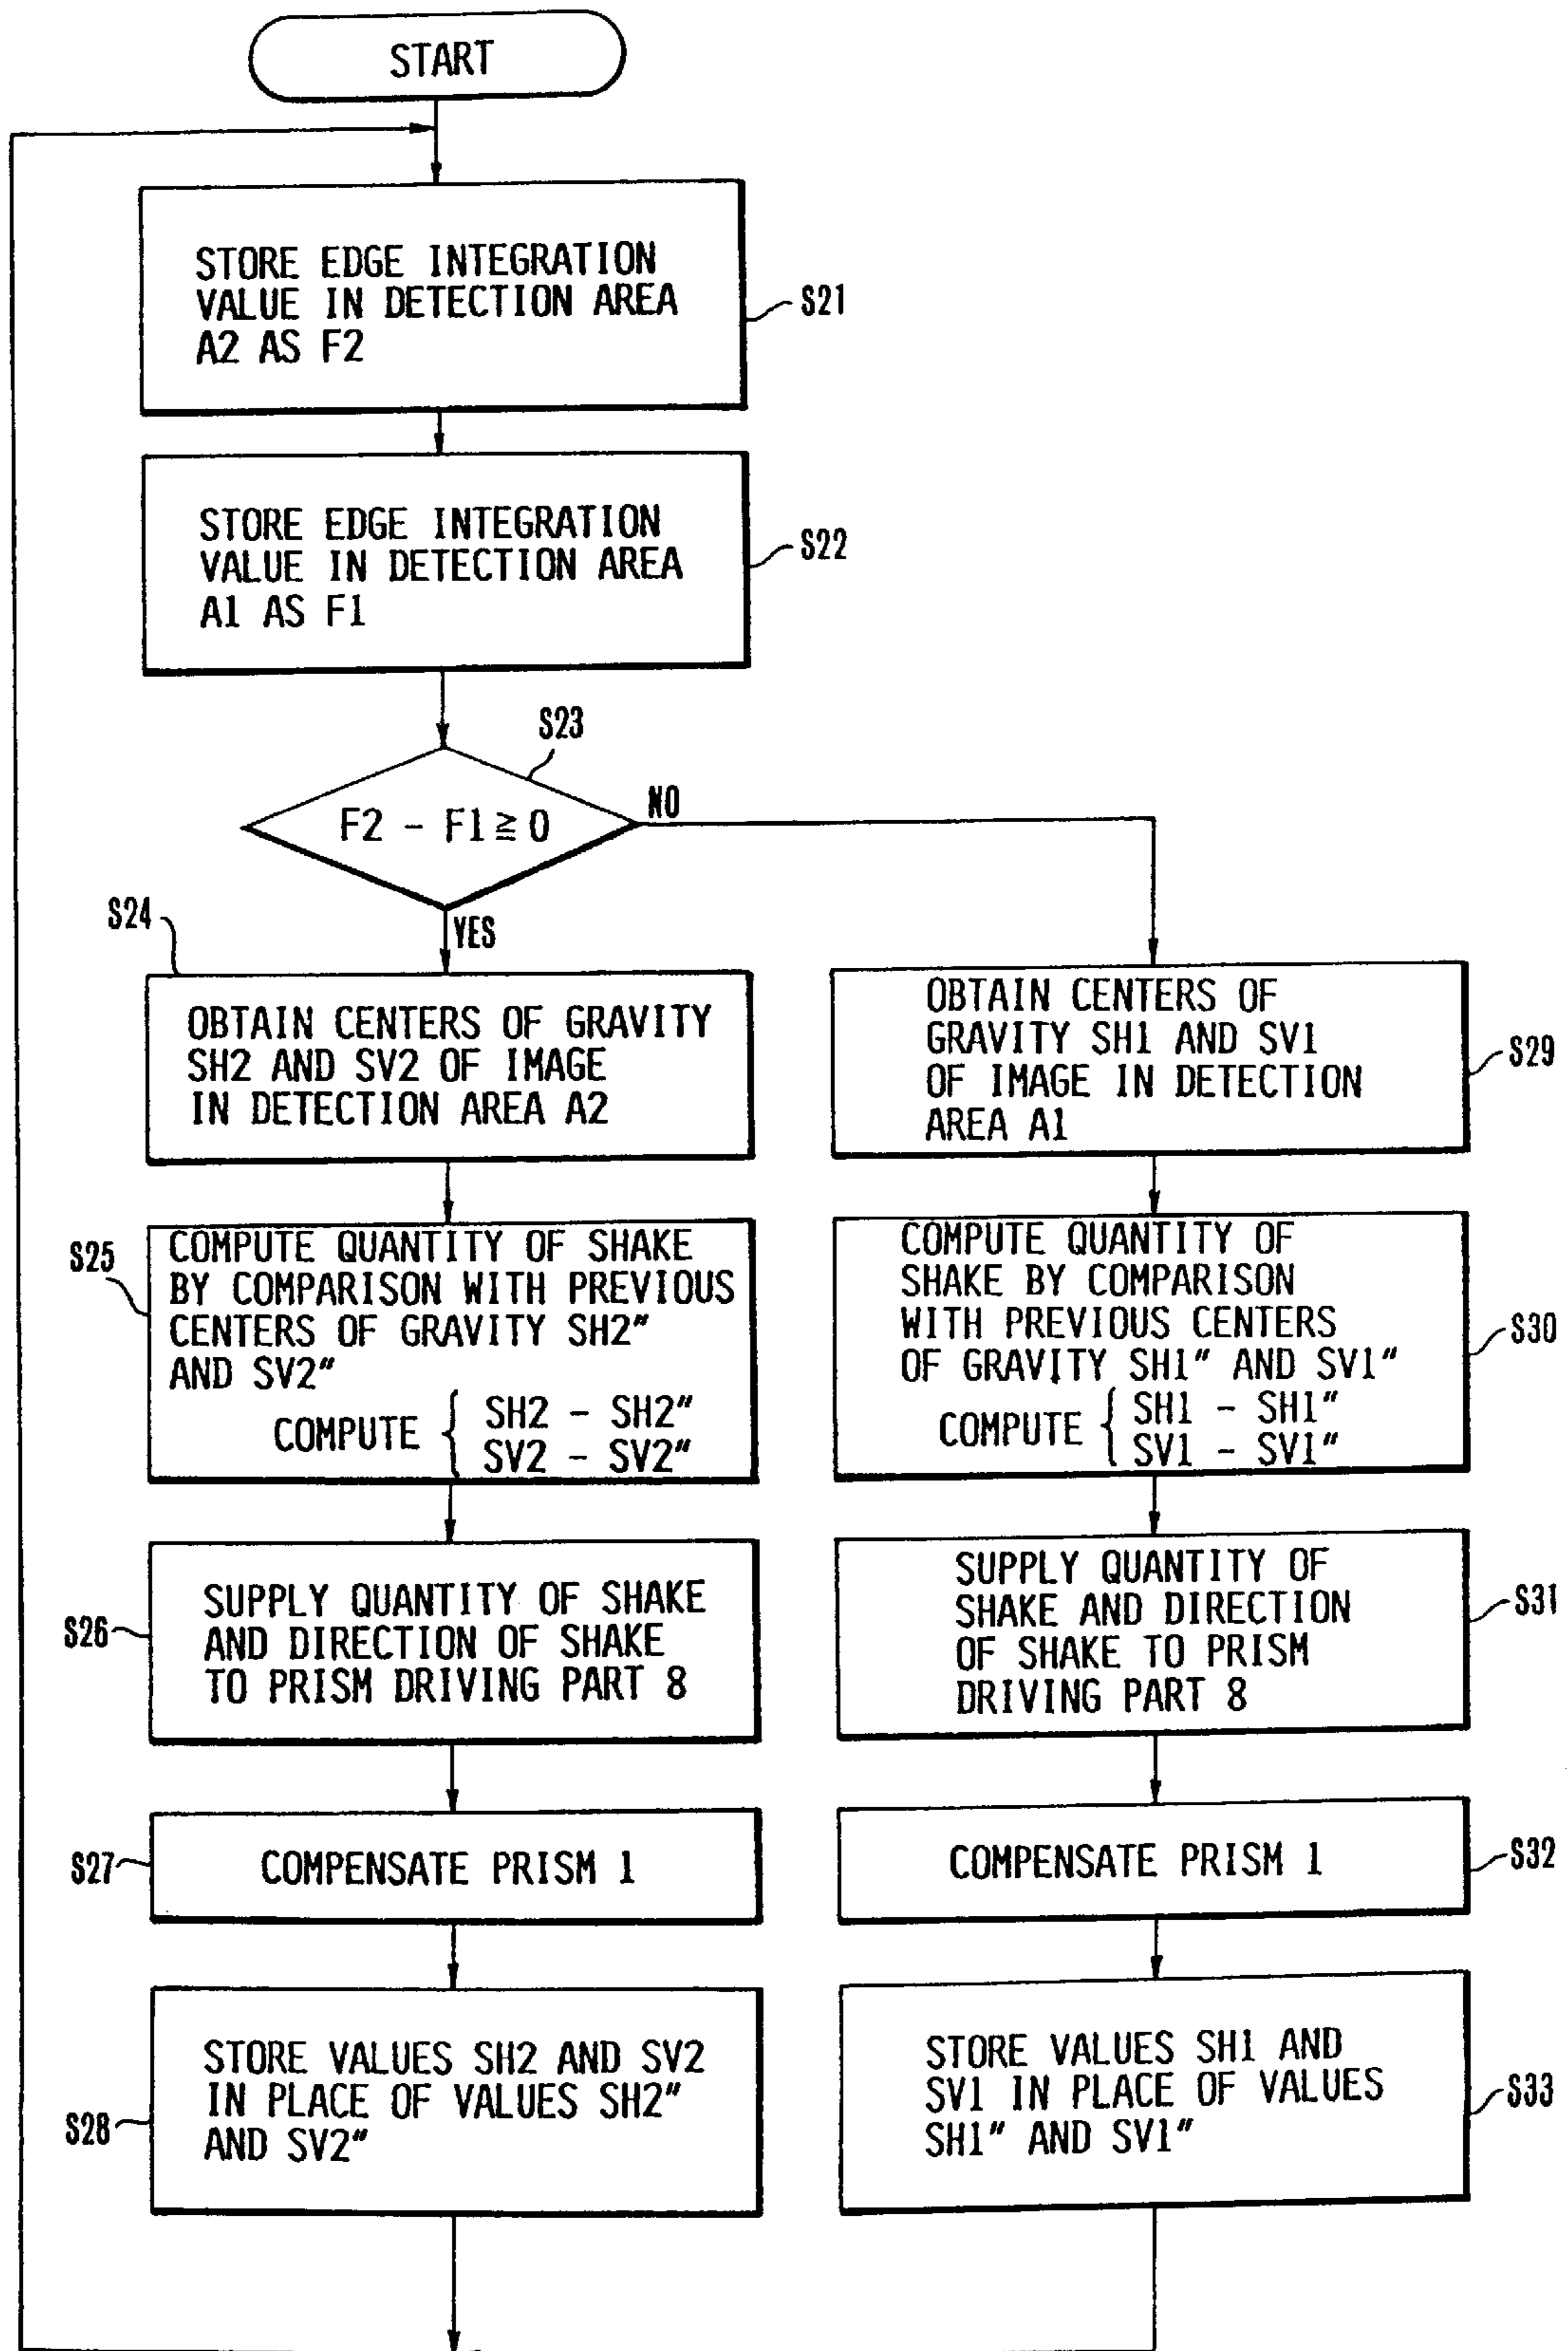 START
STORE EDGE INTEGRATION
VALUE IN DETECTION AREA
A2 AS F2
S21
STORE EDGE INTEGRATION
VALUE IN DETECTION AREA
A1 AS F1
S22
S23
F2 - F1 ≧ 0
NO
YES
S24
OBTAIN CENTERS OF GRAVITY
SH2 AND SV2 OF IMAGE
IN DETECTION AREA A2
S25
COMPUTE QUANTITY OF SHAKE
BY COMPARISON WITH PREVIOUS
CENTERS OF GRAVITY SH2"
AND SV2"
COMPUTE { SH2 - SH2"
SV2 - SV2"
S26
SUPPLY QUANTITY OF SHAKE
AND DIRECTION OF SHAKE
TO PRISM DRIVING PART 8
S27
COMPENSATE PRISM 1
S28
STORE VALUES SH2 AND SV2
IN PLACE OF VALUES SH2"
AND SV2"
OBTAIN CENTERS OF
GRAVITY SH1 AND SV1
OF IMAGE IN DETECTION
AREA A1
S29
COMPUTE QUANTITY OF
SHAKE BY COMPARISON
WITH PREVIOUS CENTERS
OF GRAVITY SH1" AND SV1"
COMPUTE { SH1 - SH1"
SV1 - SV1"
S30
SUPPLY QUANTITY OF
SHAKE AND DIRECTION
OF SHAKE TO PRISM
DRIVING PART 8
S31
COMPENSATE PRISM 1
S32
STORE VALUES SH1 AND
SV1 IN PLACE OF VALUES
SH1" AND SV1"
S33